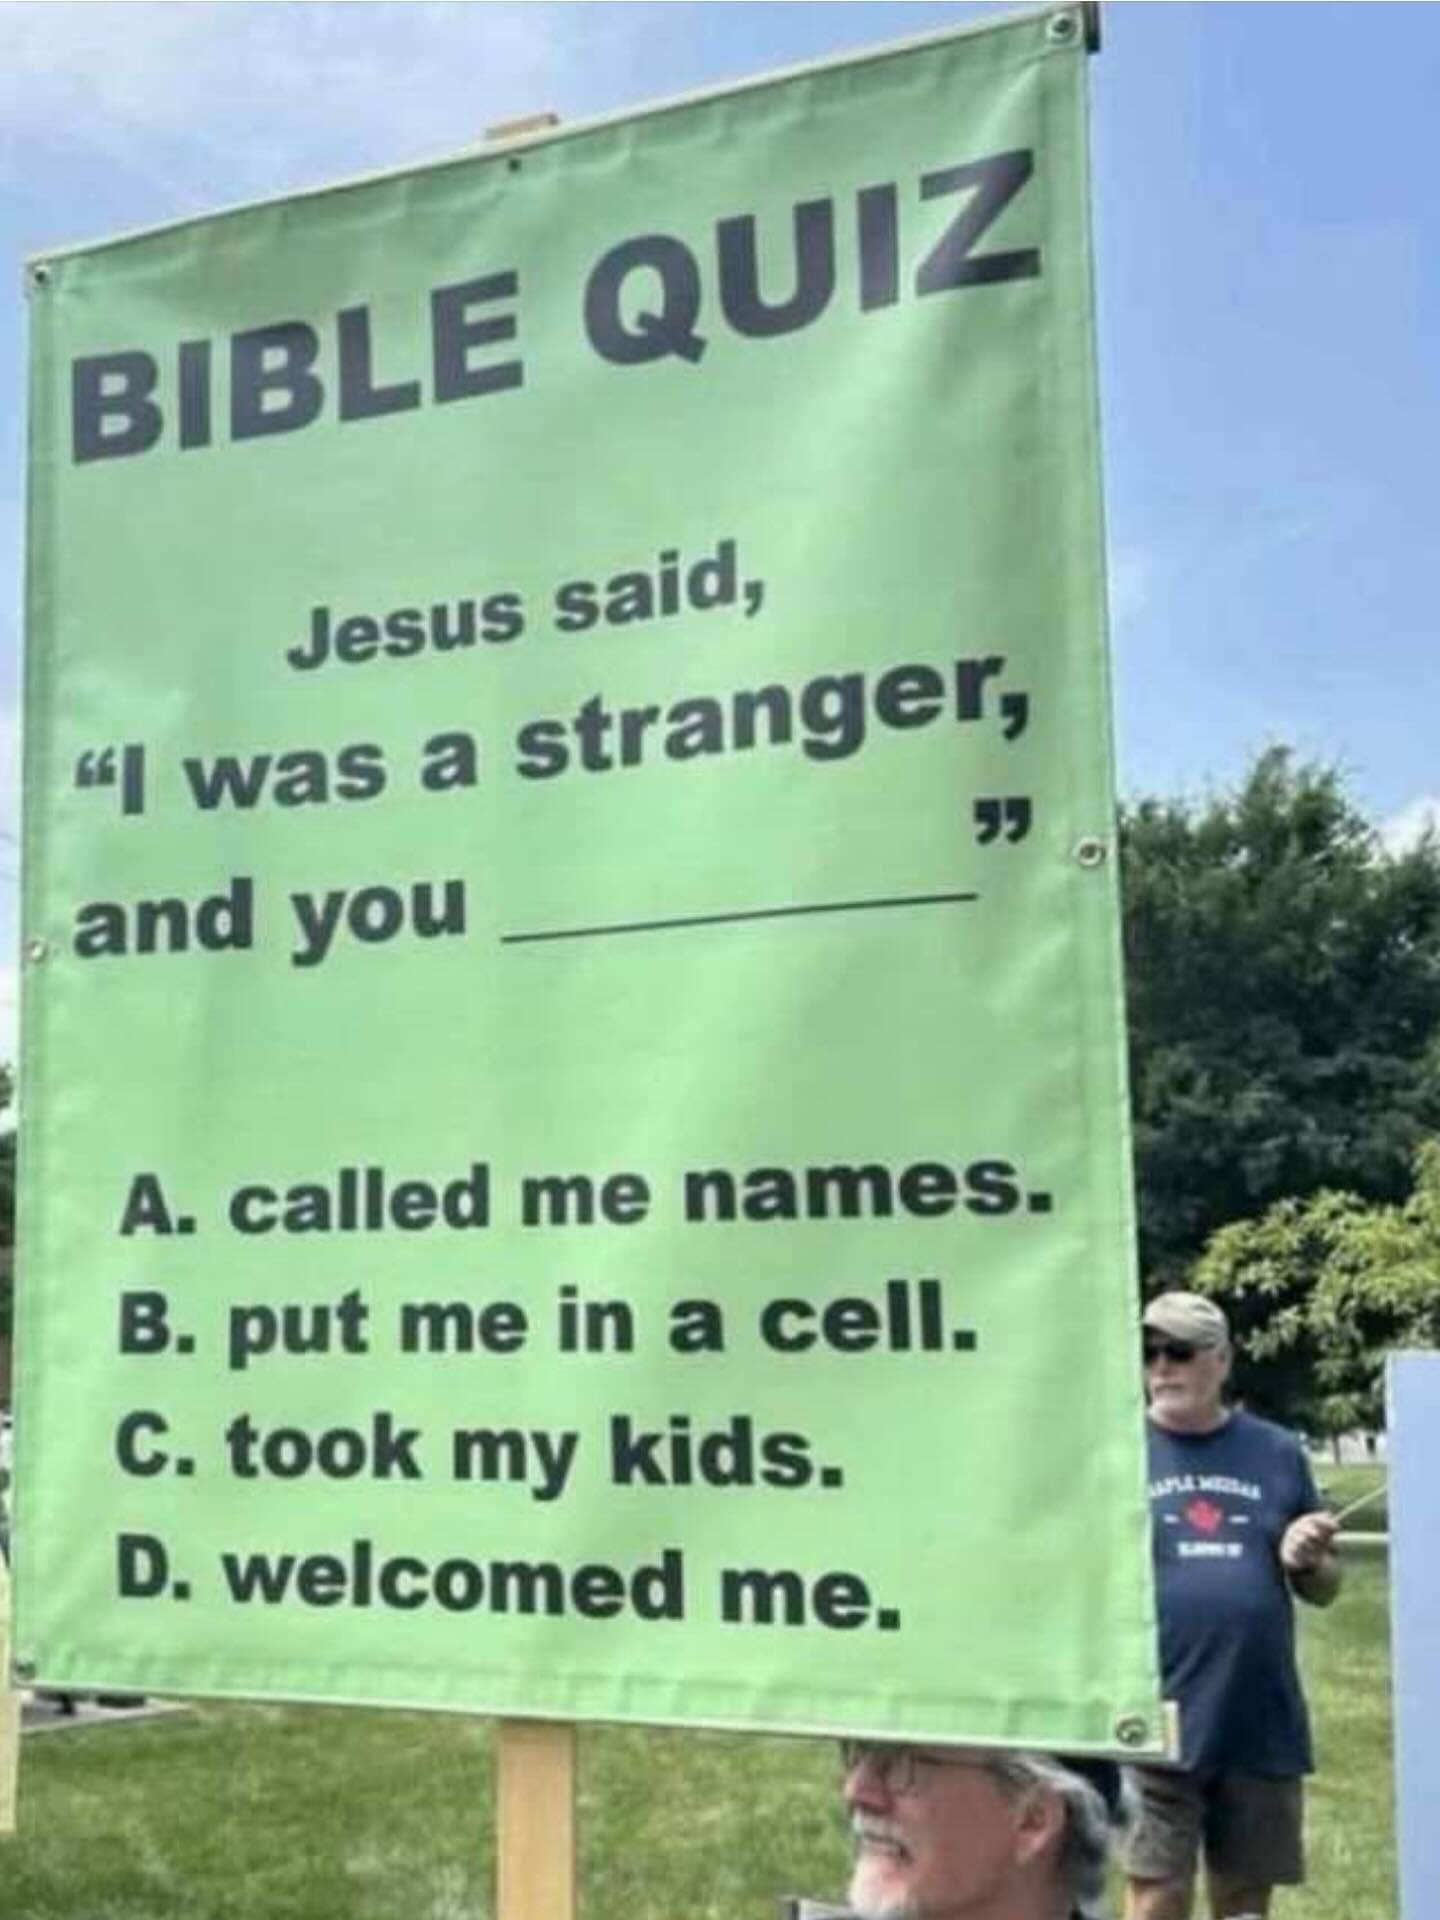 BIBLE QUIZ
Jesus said,
“I was a stranger,
and you __________”
A. called me names.
B. put me in a cell.
C. took my kids.
D. welcomed me.